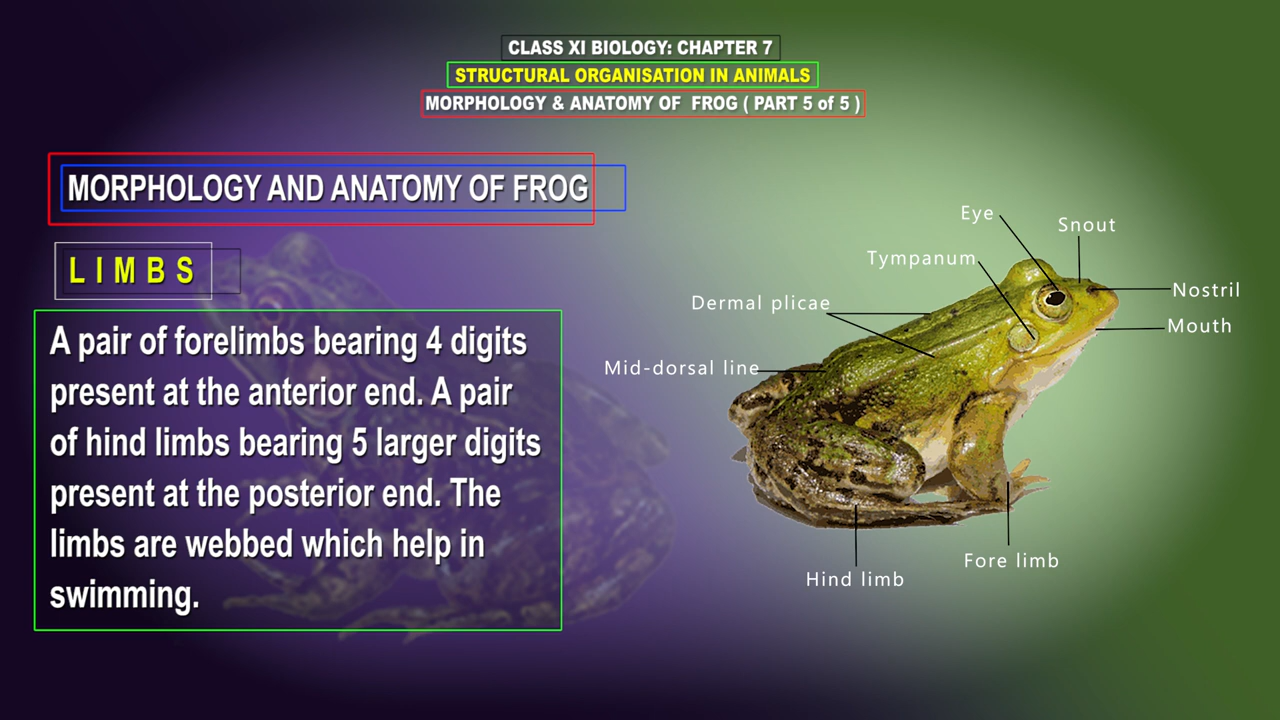 CLASS XI BIOLOGY: CHAPTER 7
STRUCTURAL ORGANISATION IN ANIMALS
MORPHOLOGY & ANATOMY OF FROG ( PART 5 of 5 )
MORPHOLOGY AND ANATOMY OF FROG
LIMBS
A pair of forelimbs bearing 4 digits
present at the anterior end. A pair
of hind limbs bearing 5 larger digits
present at the posterior end. The
limbs are webbed which help in
swimming.
Eye
Snout
Tympanum
Nostril
Dermal plicae
Mouth
Mid-dorsal line
Fore limb
Hind limb